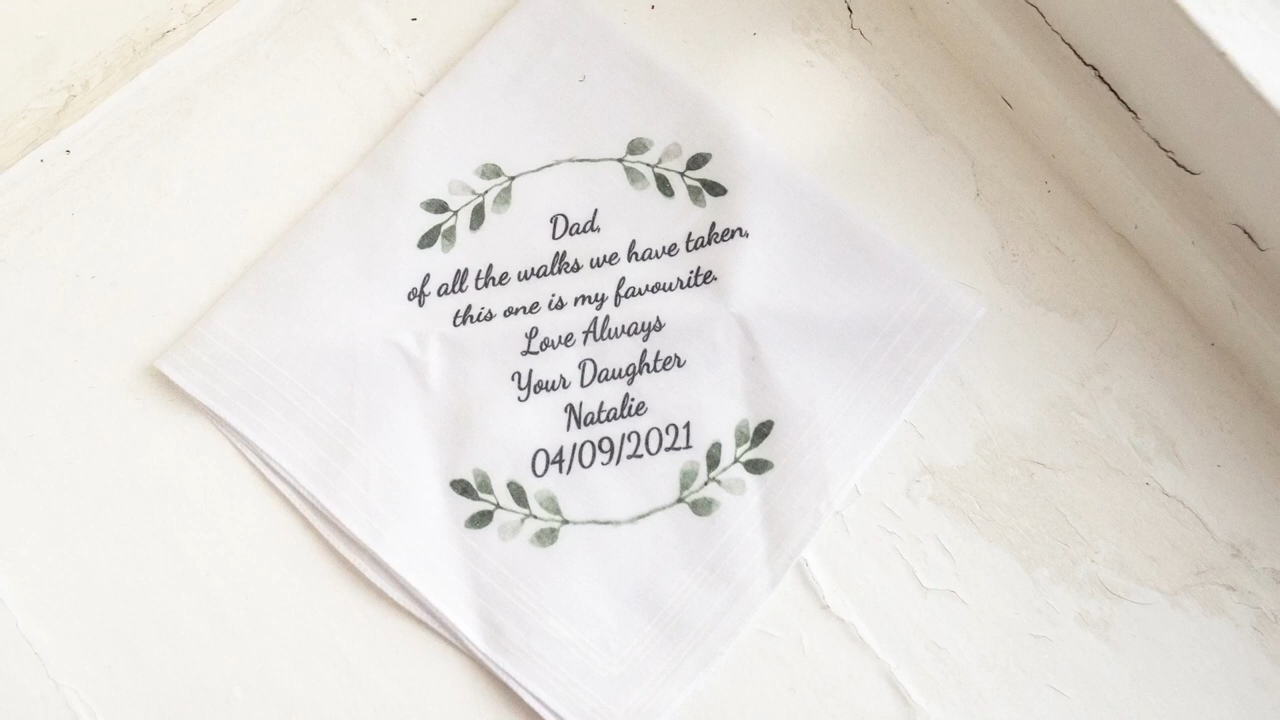 Dad,
of all the walks we have taken,
this one is my favourite.
Love Always
Your Daughter
Natalie
04/09/2021